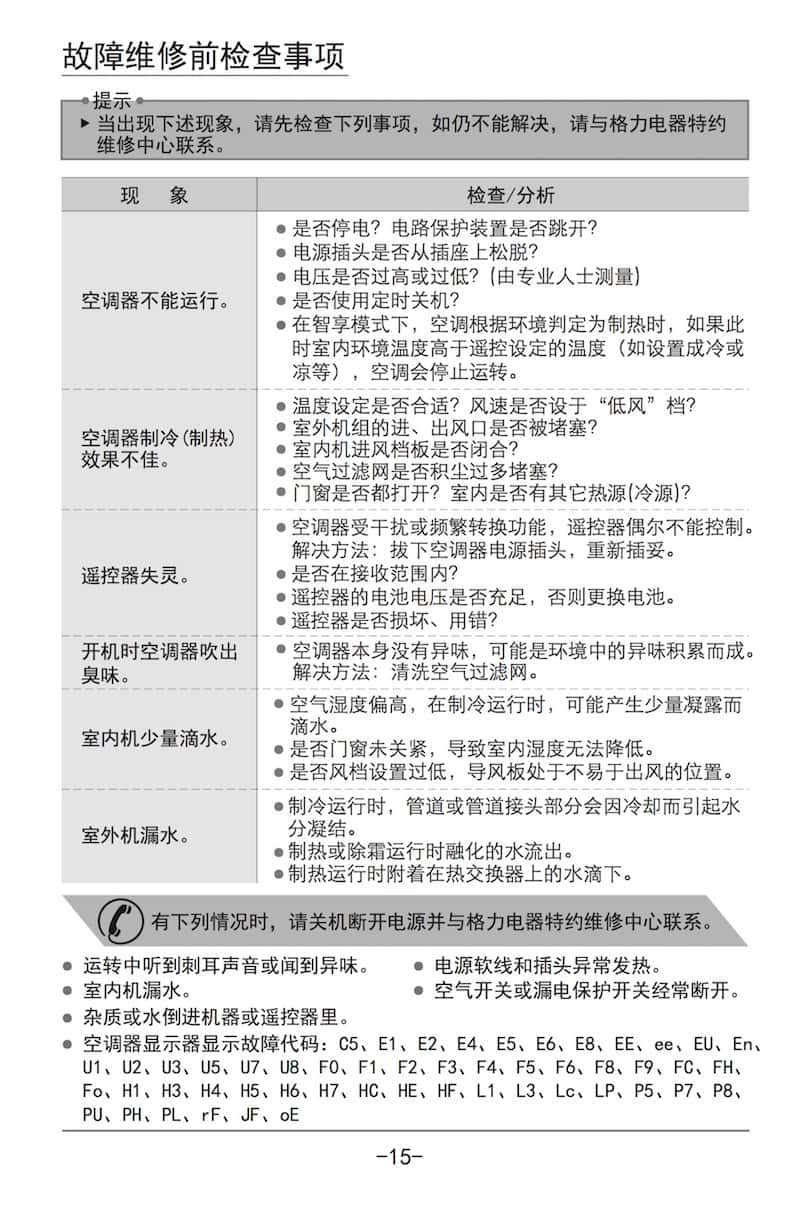 故障维修前检查事项
●提示●
▶ 当出现下述现象，请先检查下列事项，如仍不能解决，请与格力电器特约
维修中心联系。
现 象 检查/分析
空调器不能运行。
●是否停电？电路保护装置是否跳开？
●电源插头是否从插座上松脱？
●电压是否过高或过低？(由专业人士测量)
●是否使用定时关机？
●在智享模式下，空调根据环境判定为制热时，如果此
时室内环境温度高于遥控设定的温度（如设置成冷或
凉等），空调会停止运转。
空调器制冷(制热)
效果不佳。
●温度设定是否合适？风速是否设于“低风”档？
●室外机组的进、出风口是否被堵塞？
●室内机进风档板是否闭合？
●空气过滤网是否积尘过多堵塞？
●门窗是否都打开？室内是否有其它热源(冷源)？
遥控器失灵。
●空调器受干扰或频繁转换功能，遥控器偶尔不能控制。
解决方法：拔下空调器电源插头，重新插妥。
●是否在接收范围内？
●遥控器的电池电压是否充足，否则更换电池。
●遥控器是否损坏、用错？
开机时空调器吹出
臭味。
●空调器本身没有异味，可能是环境中的异味积累而成。
解决方法：清洗空气过滤网。
室内机少量滴水。
●空气湿度偏高，在制冷运行时，可能产生少量凝露而
滴水。
●是否门窗未关紧，导致室内湿度无法降低。
●是否风档设置过低，导风板处于不易于出风的位置。
室外机漏水。
●制冷运行时，管道或管道接头部分会因冷却而引起水
分凝结。
●制热或除霜运行时融化的水流出。
●制热运行时附着在热交换器上的水滴下。
有下列情况时，请关机断开电源并与格力电器特约维修中心联系。
● 运转中听到刺耳声音或闻到异味。 ● 电源软线和插头异常发热。
● 室内机漏水。 ● 空气开关或漏电保护开关经常断开。
● 杂质或水倒进机器或遥控器里。
● 空调器显示器显示故障代码：C5、E1、E2、E4、E5、E6、E8、EE、ee、EU、En、
U1、U2、U3、U5、U7、U8、F0、F1、F2、F3、F4、F5、F6、F8、F9、FC、FH、
Fo、H1、H3、H4、H5、H6、H7、HC、HE、HF、L1、L3、Lc、LP、P5、P7、P8、
PU、PH、PL、rF、JF、oE
-15-